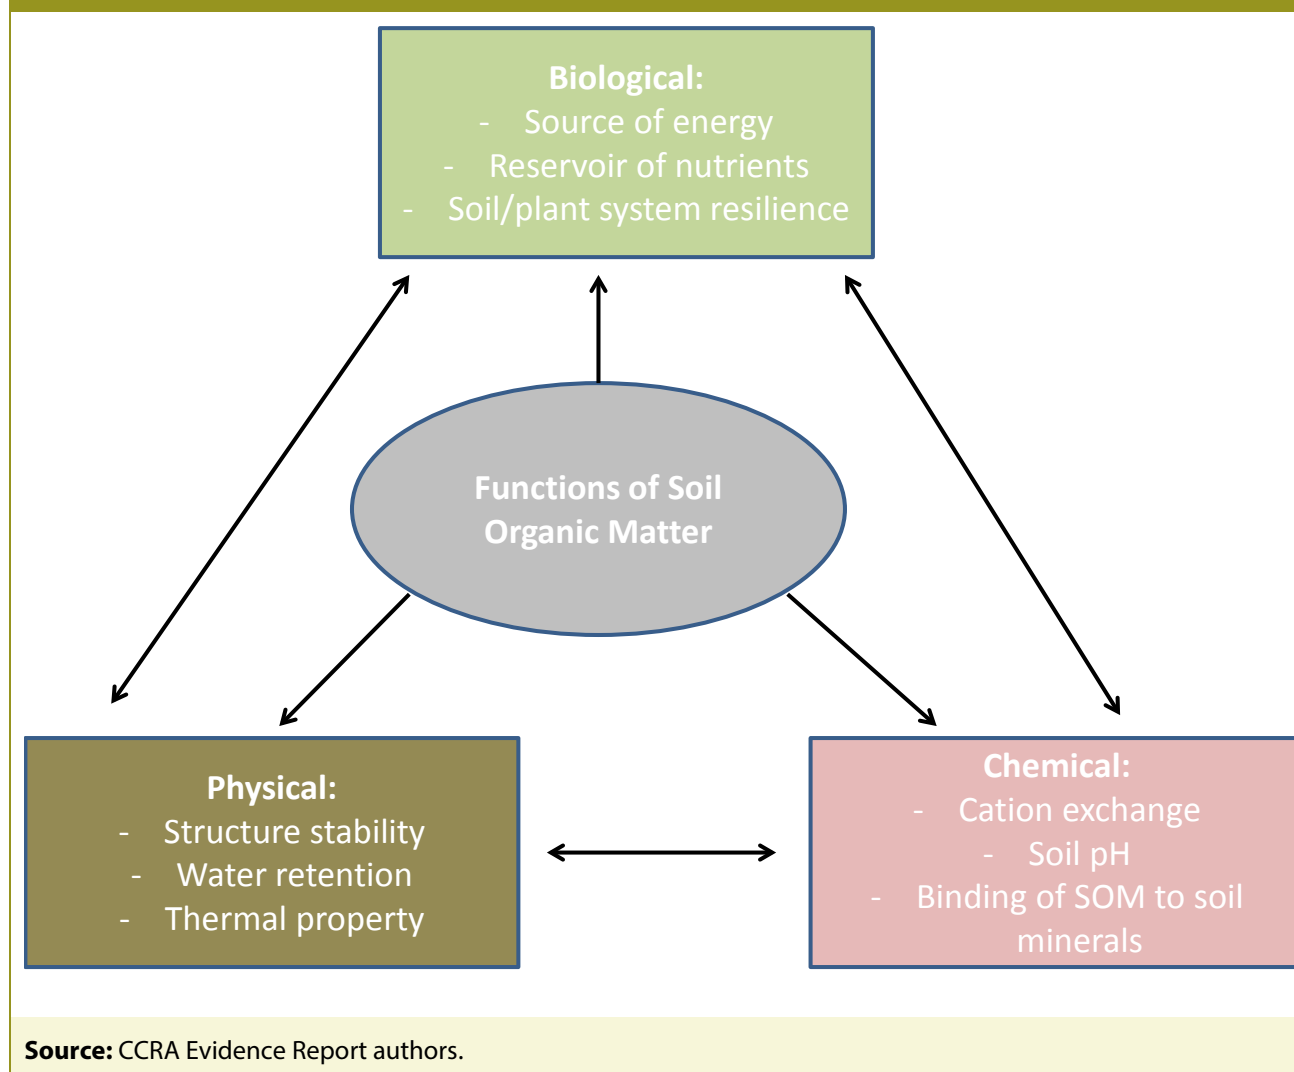 Biological:
- Source of energy
- Reservoir of nutrients
- Soil/plant system resilience
Functions of Soil
Organic Matter
Physical:
- Structure stability
- Water retention
- Thermal property
Chemical:
- Cation exchange
- Soil pH
- Binding of SOM to soil
minerals
Source: CCRA Evidence Report authors.